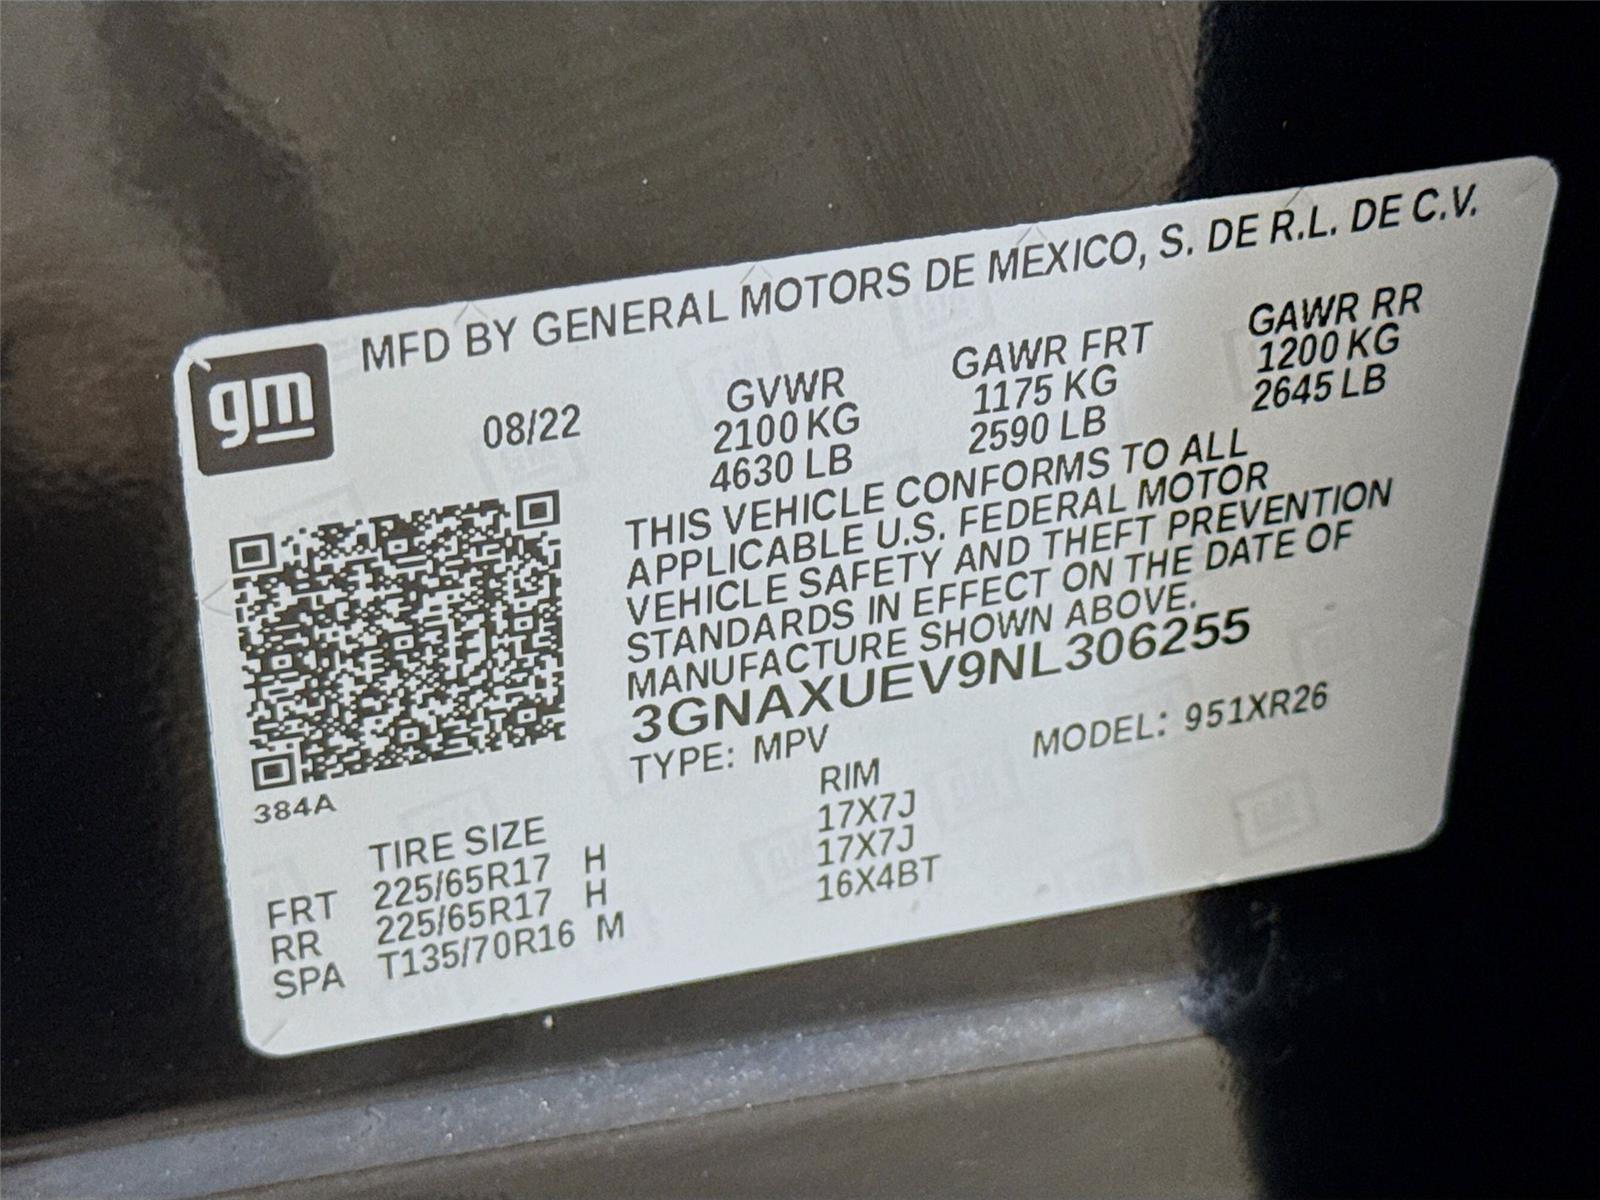 MFD BY GENERAL MOTORS DE MEXICO, S. DE R.L. DE C.V.
gm
08/22
GVWR
2100 KG
4630 LB
GAWR FRT
1175 KG
2590 LB
GAWR RR
1200 KG
2645 LB
THIS VEHICLE CONFORMS TO ALL
APPLICABLE U.S. FEDERAL MOTOR
VEHICLE SAFETY AND THEFT PREVENTION
STANDARDS IN EFFECT ON THE DATE OF
MANUFACTURE SHOWN ABOVE.
3GNAXUEV9NL306255
TYPE: MPV
MODEL: 951XR26
384A
TIRE SIZE RIM
FRT 225/65R17 H 17X7J
RR 225/65R17 H 17X7J
SPA T135/70R16 M 16X4BT